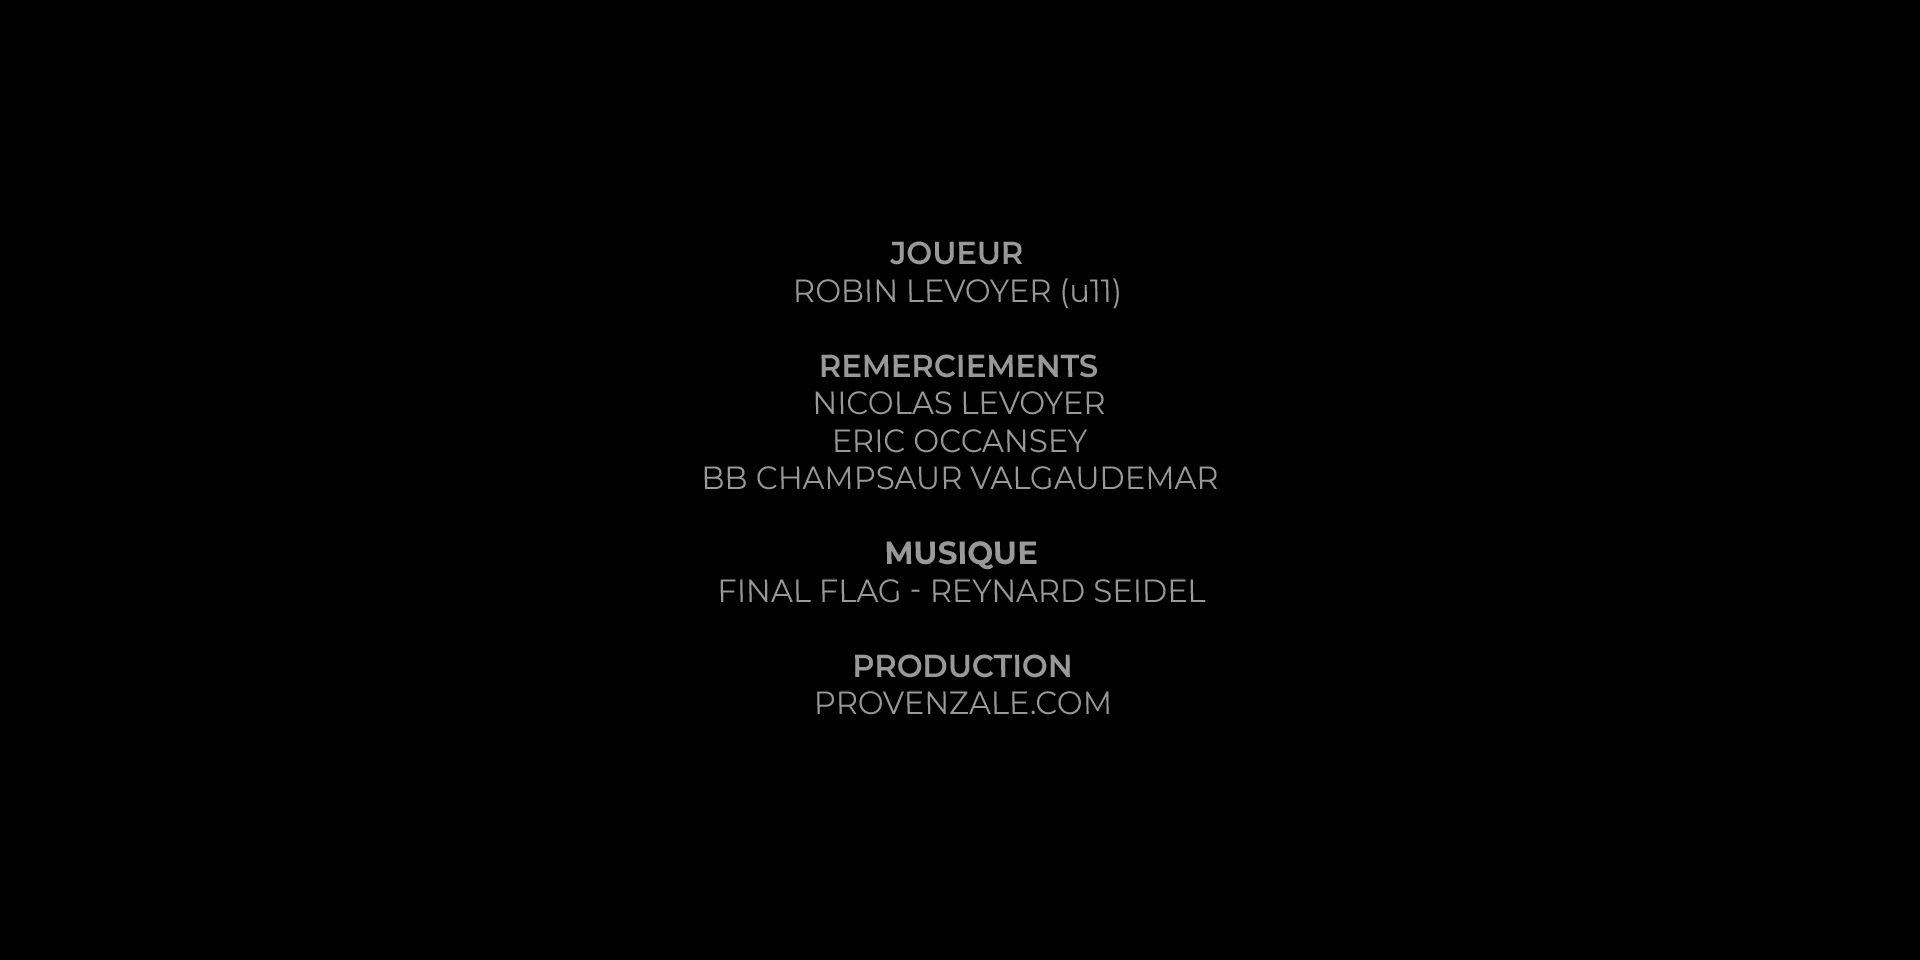 JOUEUR
ROBIN LEVOYER (u11)
REMERCIEMENTS
NICOLAS LEVOYER
ERIC OCCANSEY
BB CHAMPSAUR VALGAUDEMAR
MUSIQUE
FINAL FLAG - REYNARD SEIDEL
PRODUCTION
PROVENZALE.COM